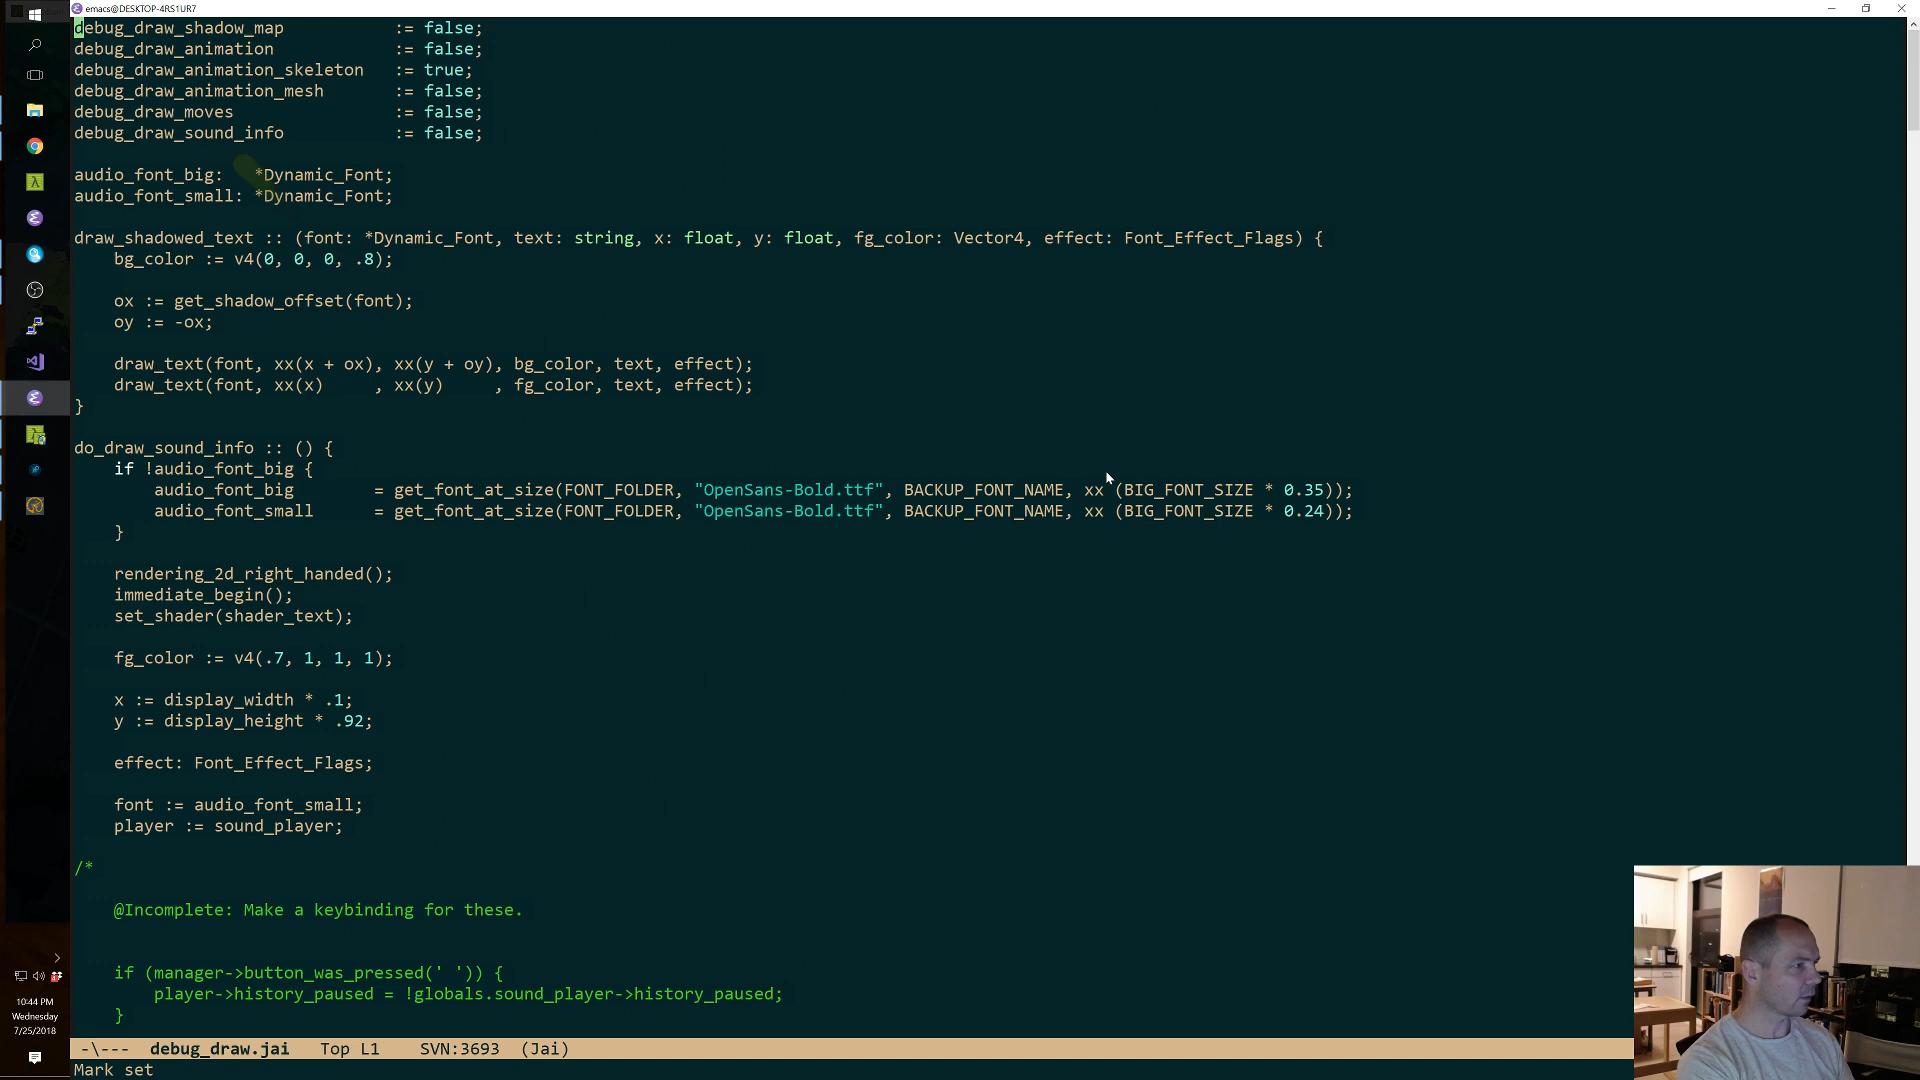 emacs@DESKTOP-4RS1UR7
debug_draw_shadow_map := false;
debug_draw_animation := false;
debug_draw_animation_skeleton := true;
debug_draw_animation_mesh := false;
debug_draw_moves := false;
debug_draw_sound_info := false;
audio_font_big: *Dynamic_Font;
audio_font_small: *Dynamic_Font;
draw_shadowed_text :: (font: *Dynamic_Font, text: string, x: float, y: float, fg_color: Vector4, effect: Font_Effect_Flags) {
bg_color := v4(0, 0, 0, .8);
ox := get_shadow_offset(font);
oy := -ox;
draw_text(font, xx(x + ox), xx(y + oy), bg_color, text, effect);
draw_text(font, xx(x) , xx(y) , fg_color, text, effect);
}
do_draw_sound_info :: () {
if !audio_font_big {
audio_font_big = get_font_at_size(FONT_FOLDER, "OpenSans-Bold.ttf", BACKUP_FONT_NAME, xx (BIG_FONT_SIZE * 0.35));
audio_font_small = get_font_at_size(FONT_FOLDER, "OpenSans-Bold.ttf", BACKUP_FONT_NAME, xx (BIG_FONT_SIZE * 0.24));
}
rendering_2d_right_handed();
immediate_begin();
set_shader(shader_text);
fg_color := v4(.7, 1, 1, 1);
x := display_width * .1;
y := display_height * .92;
effect: Font_Effect_Flags;
font := audio_font_small;
player := sound_player;
/*
@Incomplete: Make a keybinding for these.
if (manager->button_was_pressed(' ')) {
player->history_paused = !globals.sound_player->history_paused;
}
-\--- debug_draw.jai Top L1 SVN:3693 (Jai)
Mark set
10:44 PM
Wednesday
7/25/2018